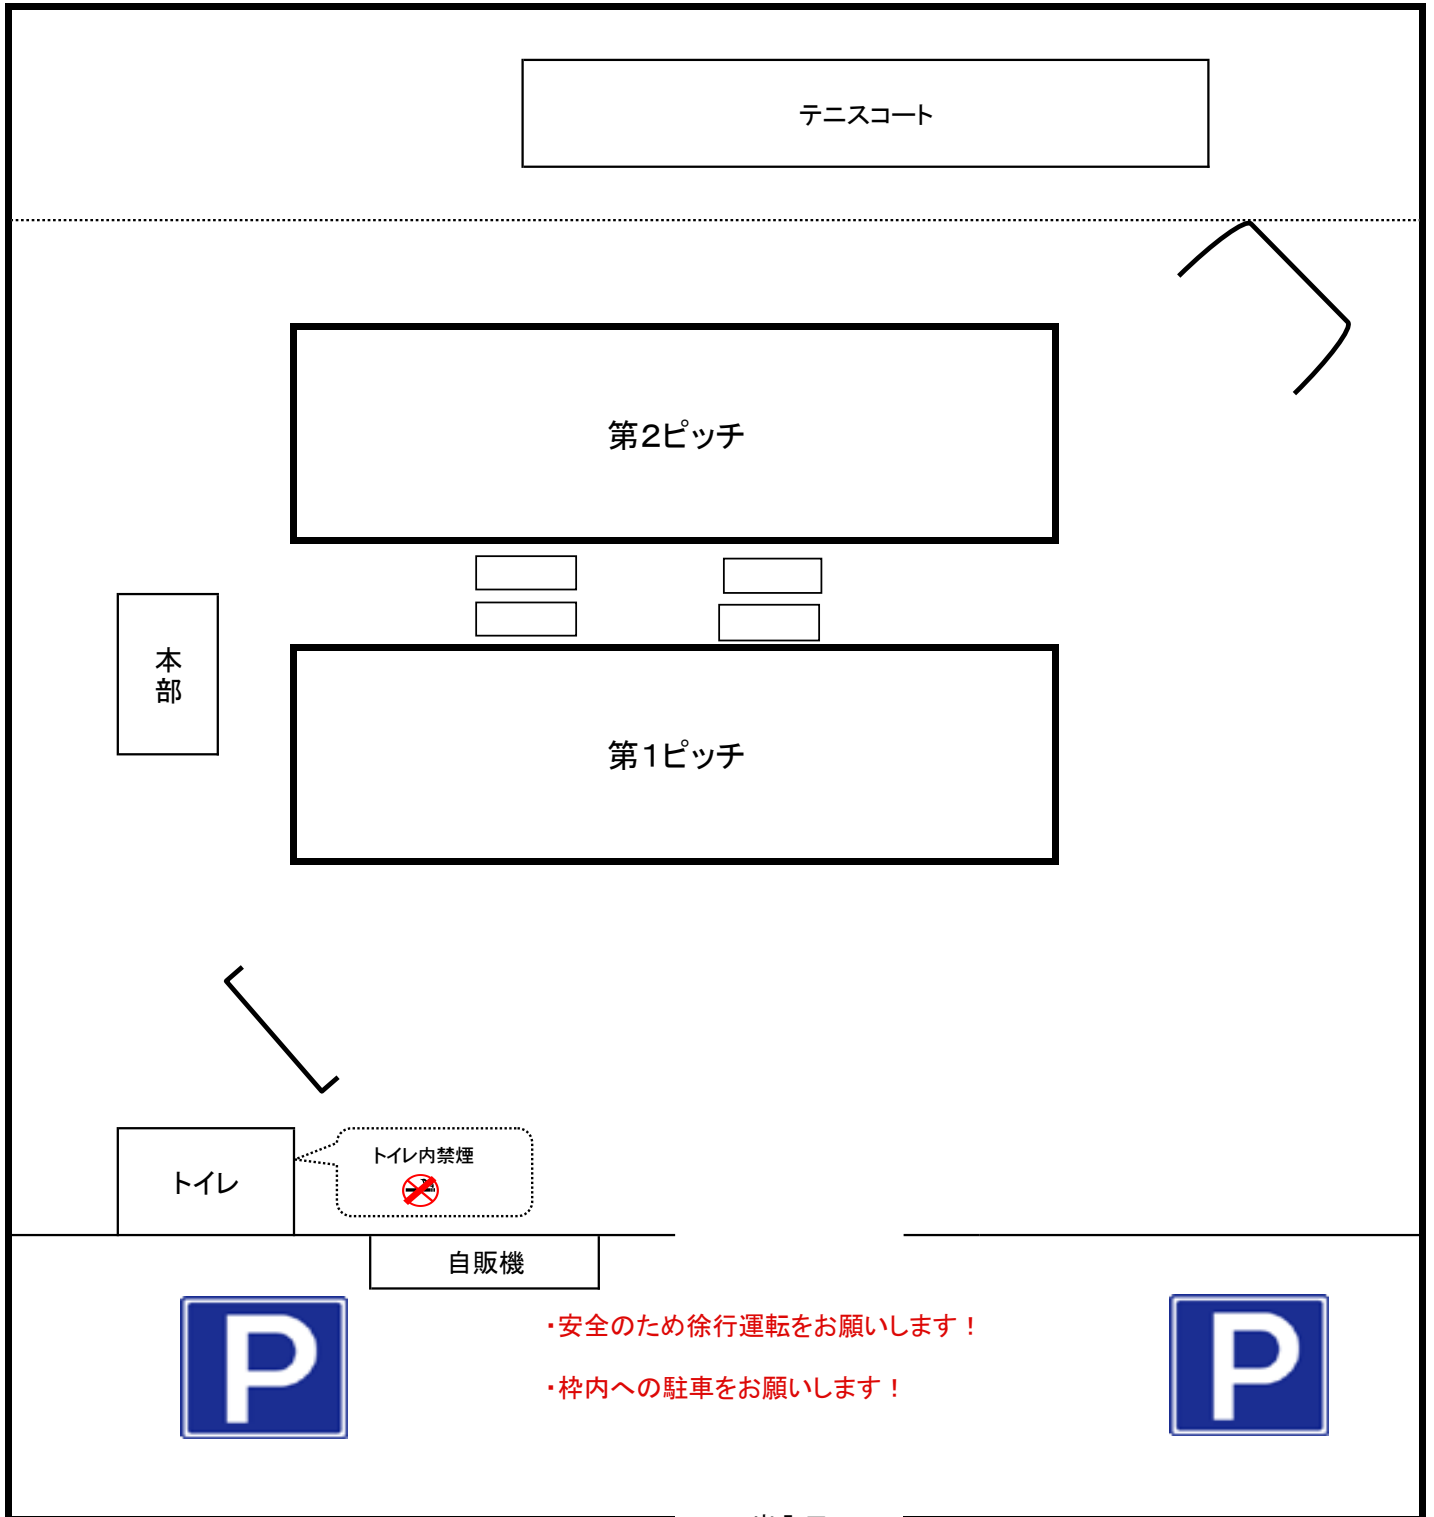 テニスコート
第2ピッチ
本部
第1ピッチ
トイレ内禁煙
トイレ
自販機
P
P
・安全のため徐行運転をお願いします！
・枠内への駐車をお願いします！